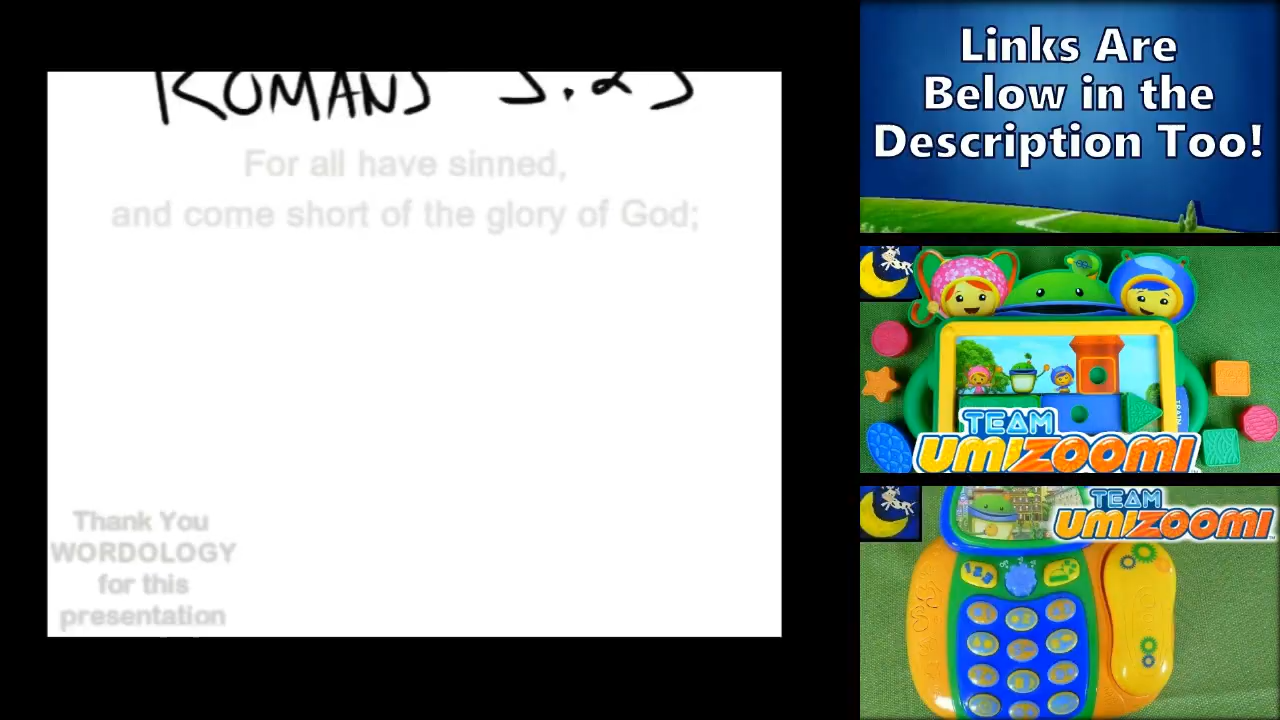 ROMANS 3:23
For all have sinned,
and come short of the glory of God;
Thank You
WORDOLOGY
for this
presentation
Links Are
Below in the
Description Too!
TEAM
UMIZOOMI
TEAM
UMIZOOMI